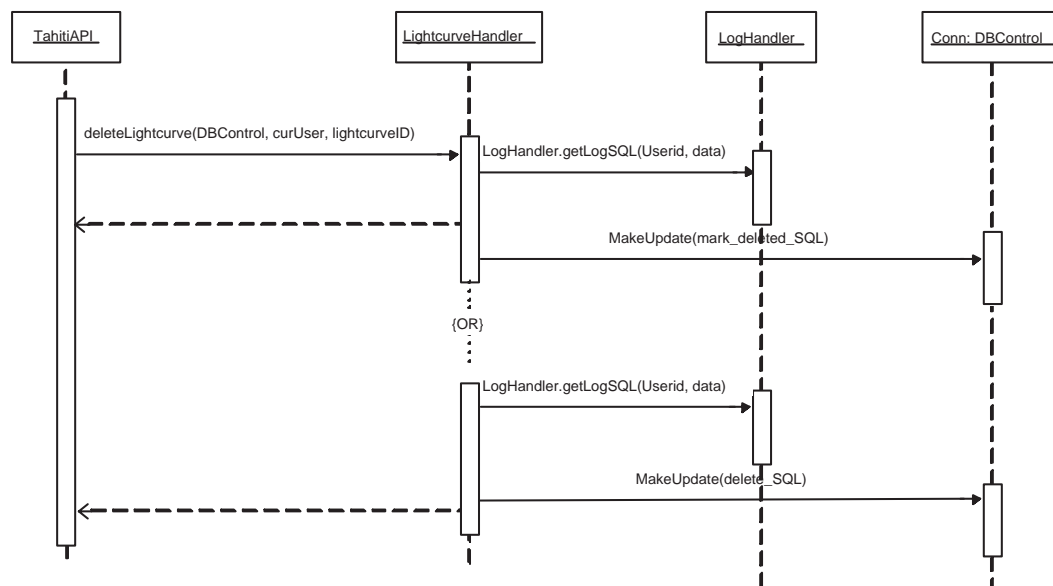 TahitiAPI
LightcurveHandler
LogHandler
Conn: DBControl
deleteLightcurve(DBControl, curUser, lightcurveID)
LogHandler.getLogSQL(Userid, data)
MakeUpdate(mark_deleted_SQL)
{OR}
LogHandler.getLogSQL(Userid, data)
MakeUpdate(delete_SQL)